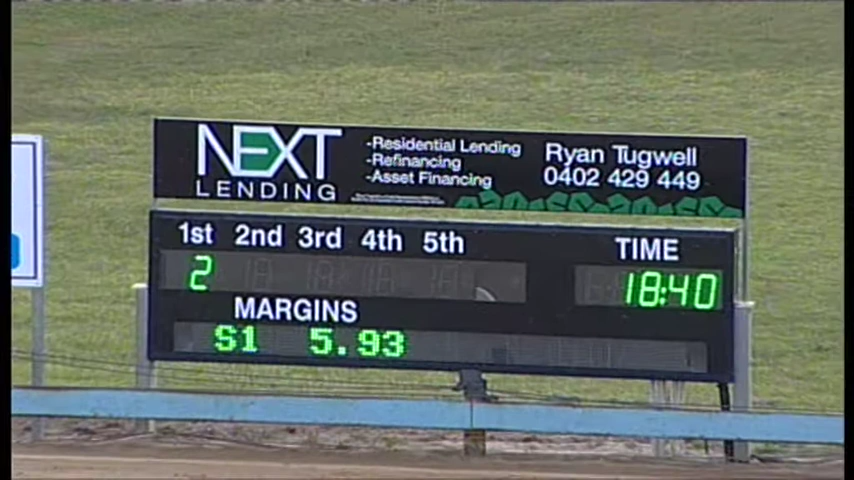 NEXT
LENDING
-Residential Lending
-Refinancing
-Asset Financing
Ryan Tugwell
0402 429 449
1st 2nd 3rd 4th 5th TIME
2 18:40
MARGINS
S1 5.93